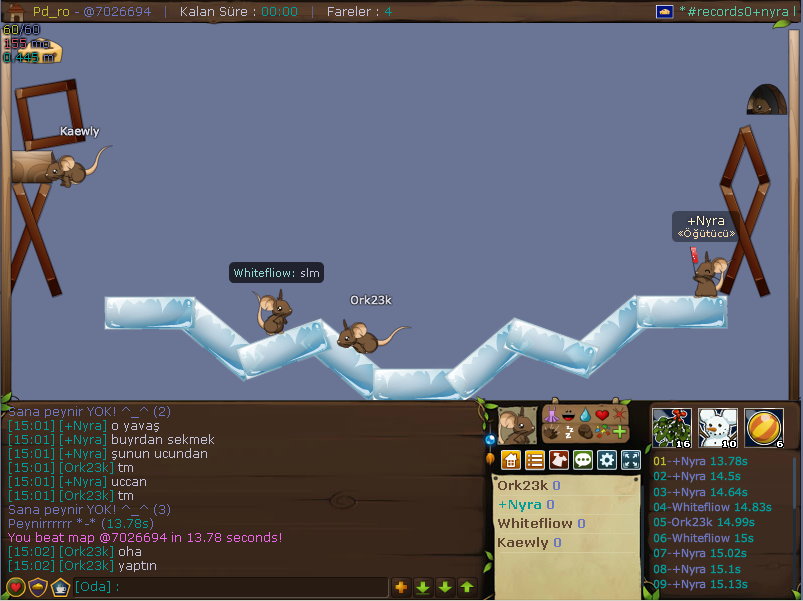 Pd_ro - @7026694 | Kalan Süre : 00:00 | Fareler : 4
*#records0+nyra
60/60
155 mp
0.445 m
Kaewly
+Nyra
«Öğütücü»
Whitefliow: slm
Ork23k
Sana peynir YOK! ^_^ (2)
[15:01] [+Nyra] o yavaş
[15:01] [+Nyra] buyrdan sekmek
[15:01] [+Nyra] şunun ucundan
[15:01] [Ork23k] tm
[15:01] [+Nyra] uccan
[15:01] [Ork23k] tm
Sana peynir YOK! ^_^ (3)
Peynirrrrrr *-* (13.78s)
You beat map @7026694 in 13.78 seconds!
[15:02] [Ork23k] oha
[15:02] [Ork23k] yaptın
[Oda] :
Ork23k 0
+Nyra 0
Whitefliow 0
Kaewly 0
16
10
6
01-+Nyra 13.78s
02-+Nyra 14.5s
03-+Nyra 14.64s
04-Whitefliow 14.83s
05-Ork23k 14.99s
06-Whitefliow 15s
07-+Nyra 15.02s
08-+Nyra 15.1s
09-+Nyra 15.13s